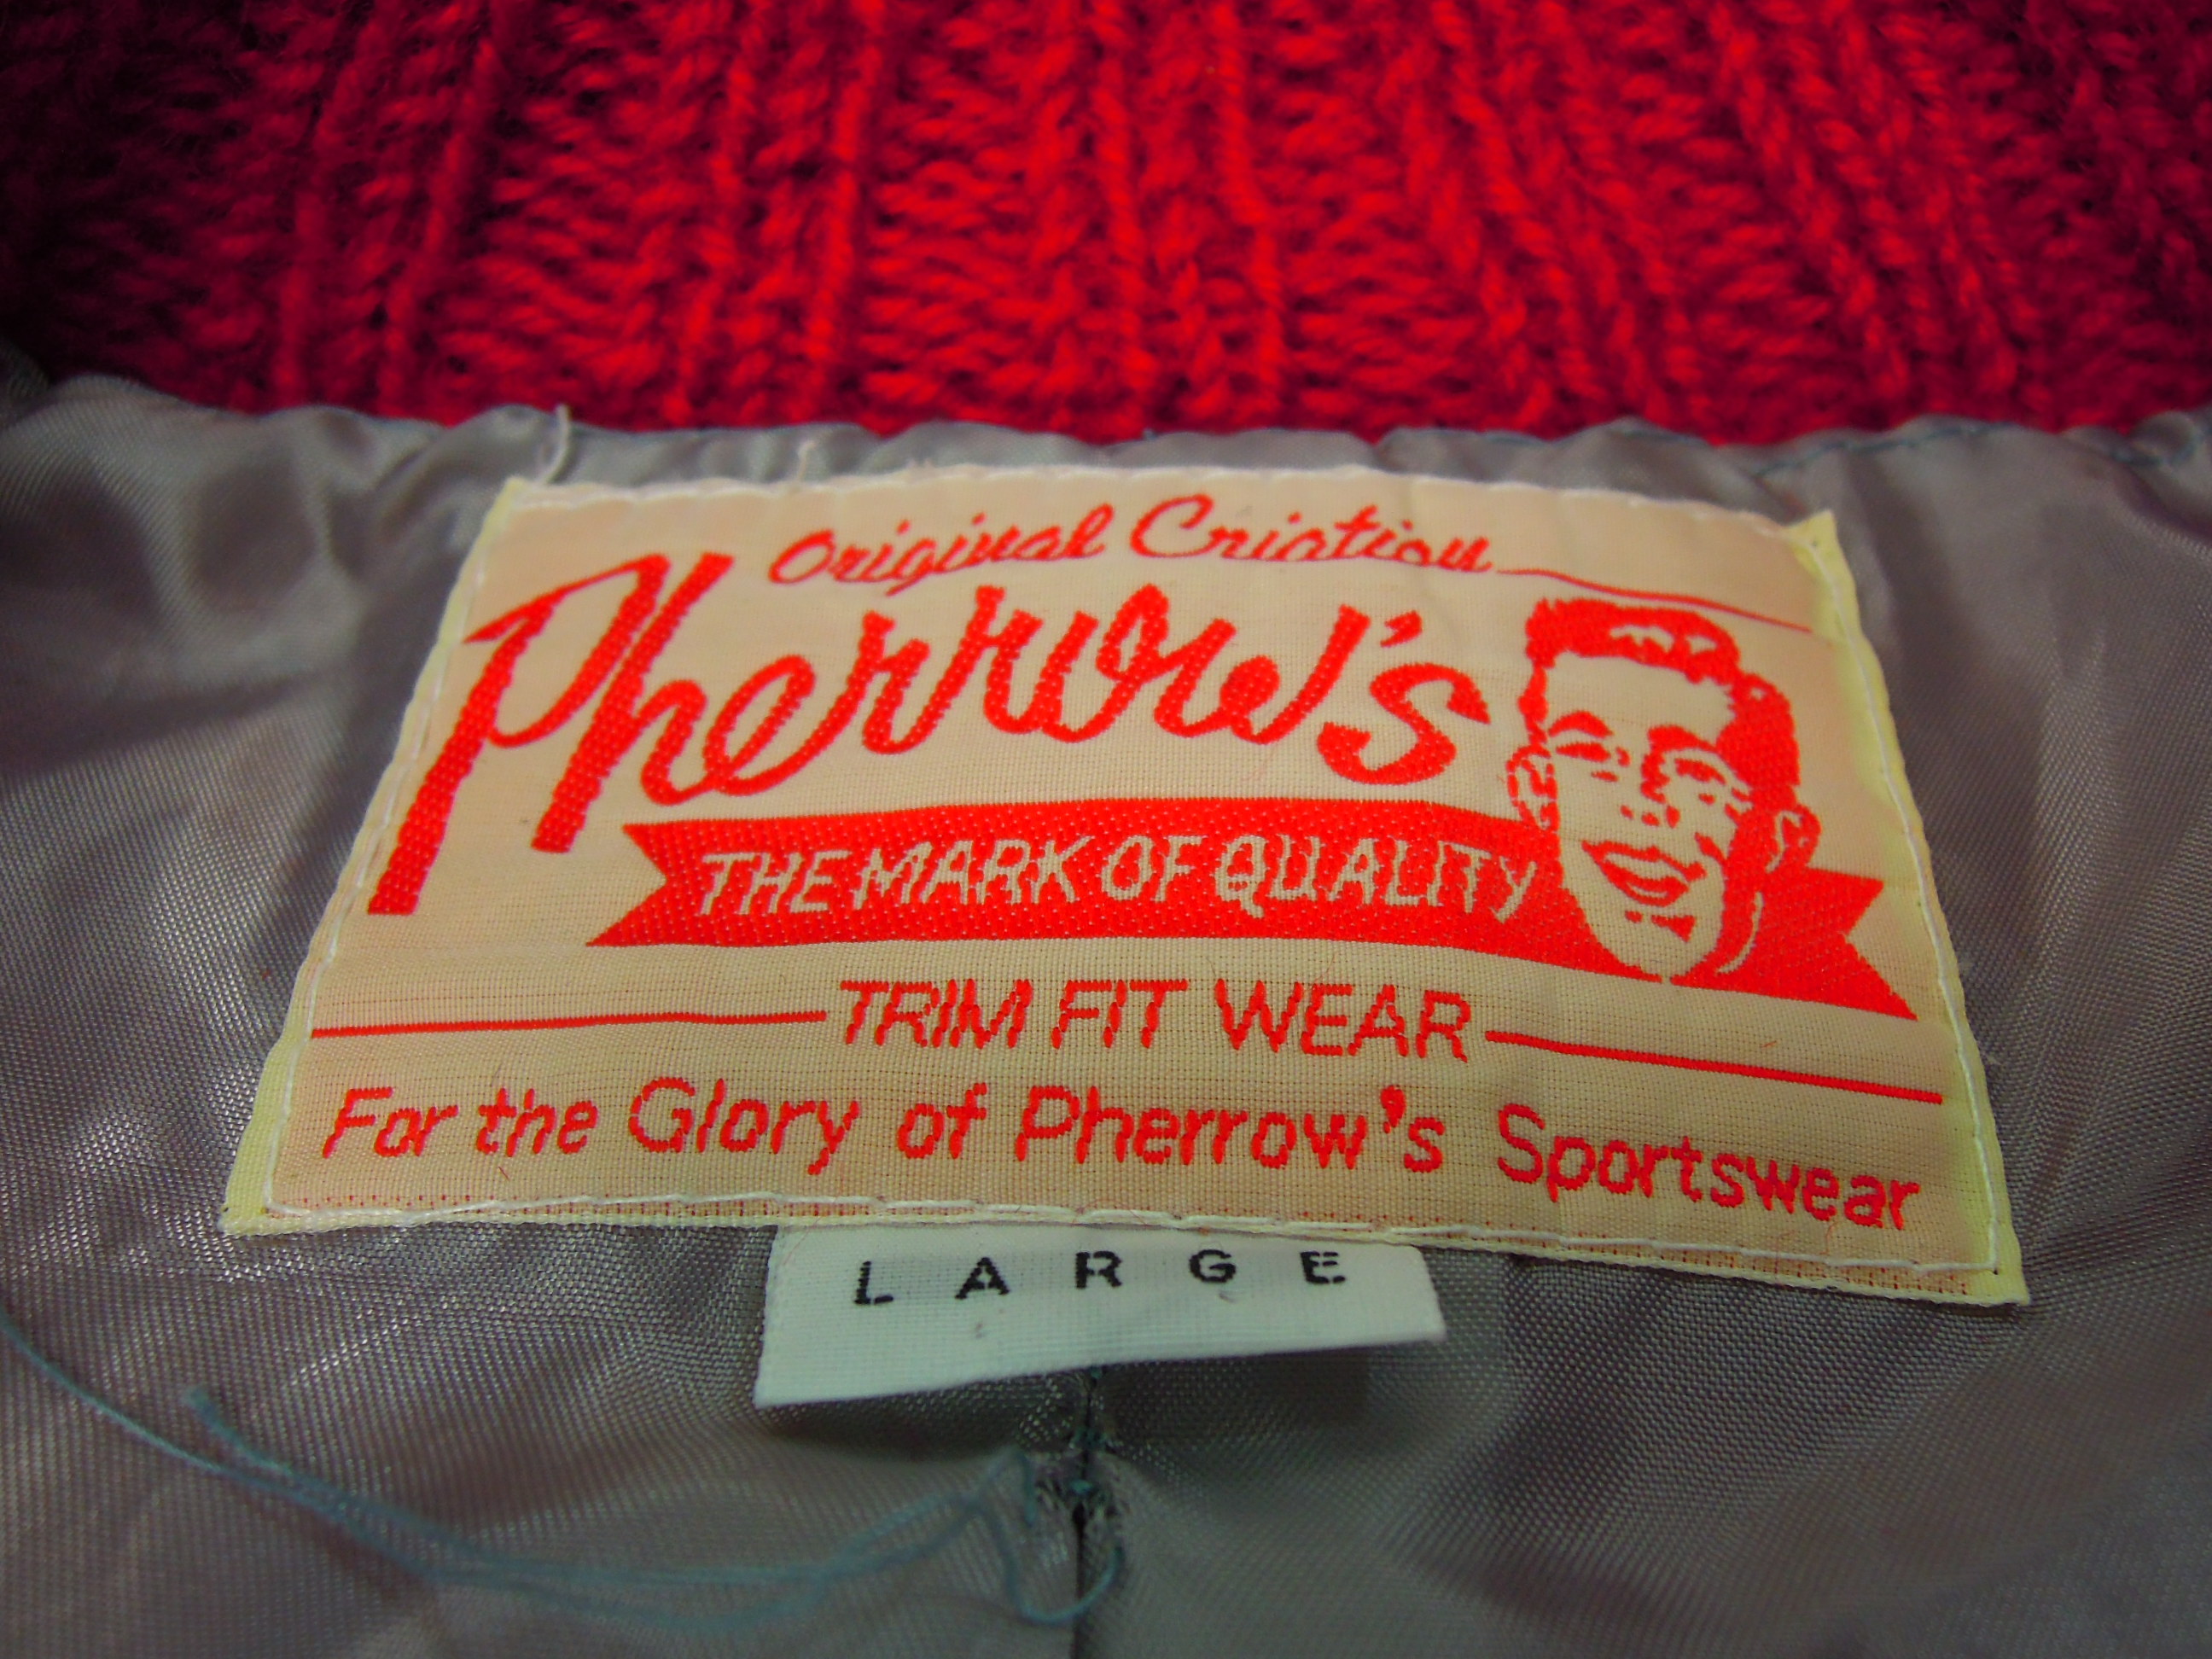 Original Criation
Pherrow's
THE MARK OF QUALITY
TRIM FIT WEAR
For the Glory of Pherrow's Sportswear
LARGE